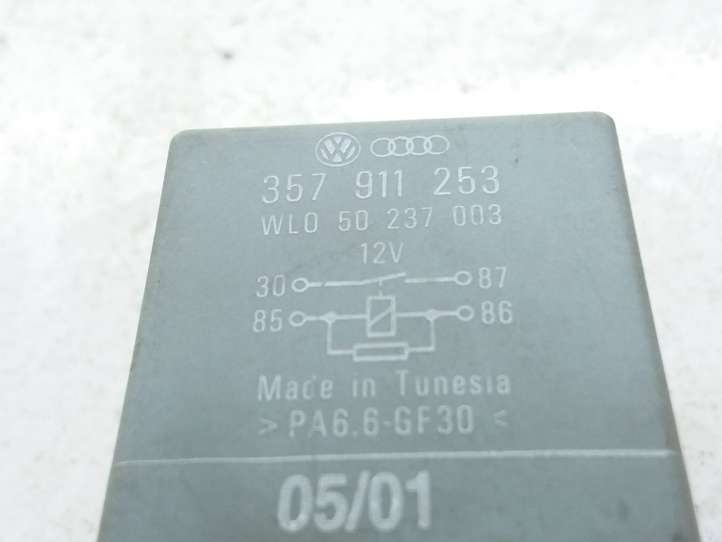 357 911 253
WL0 50 237 003
12V
30 87
85 86
Made in Tunesia
> PA6.6-GF30 <
05/01